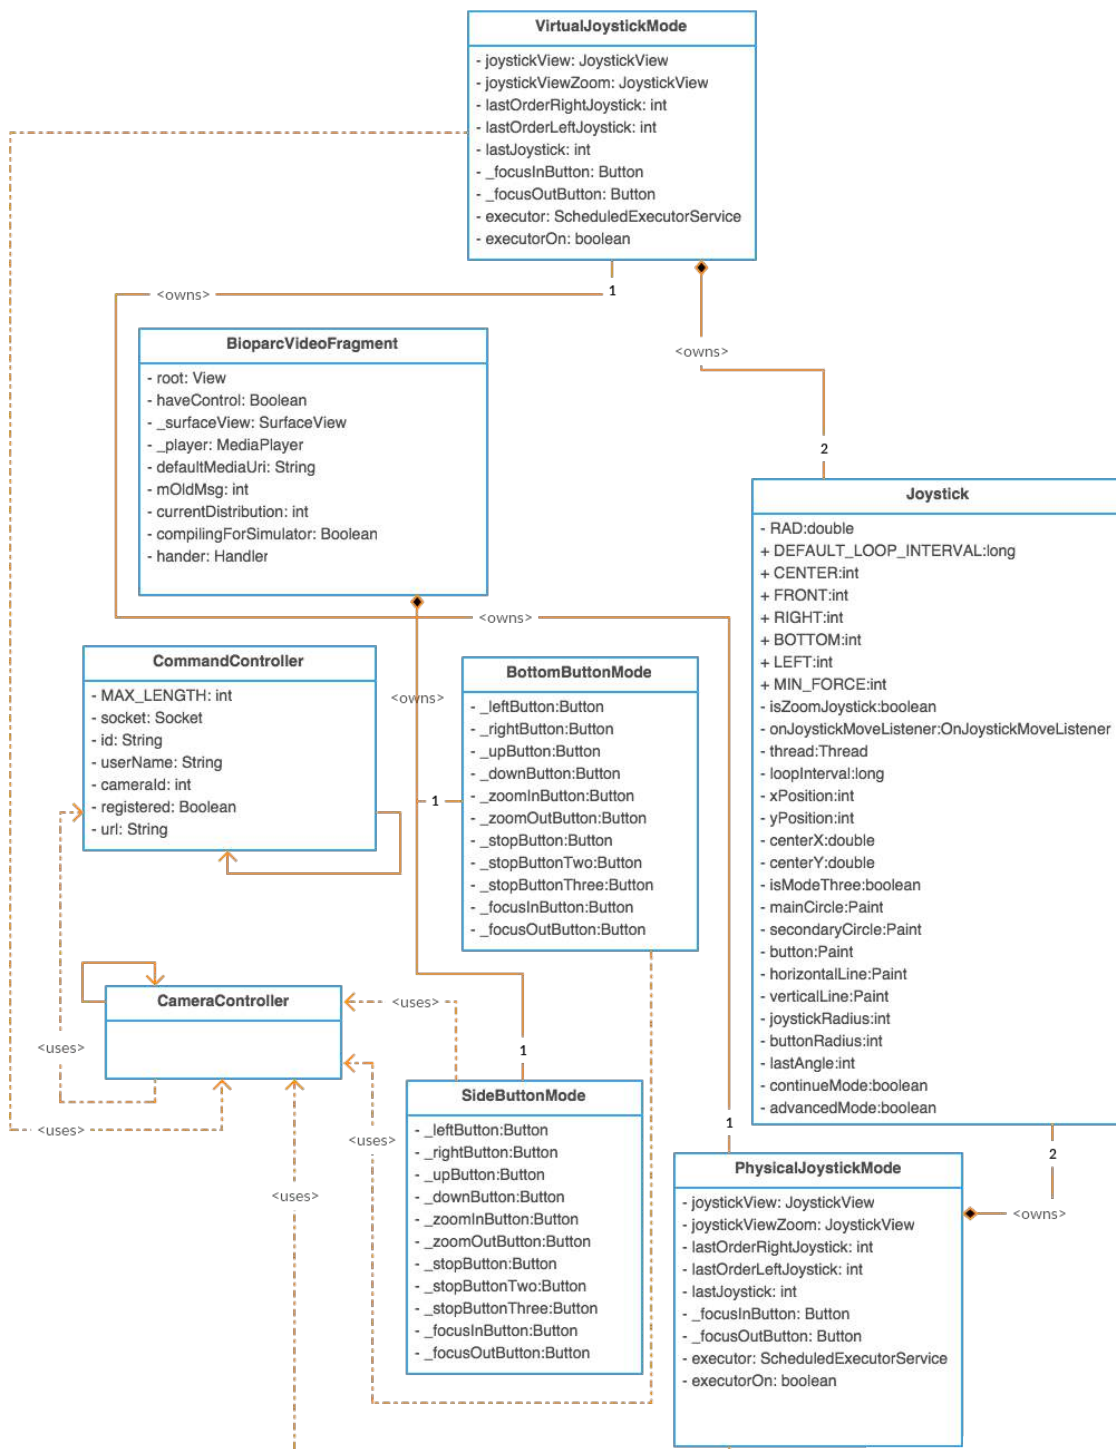 VirtualJoystickMode
- joystickView: JoystickView
- joystickViewZoom: JoystickView
- lastOrderRightJoystick: int
- lastOrderLeftJoystick: int
- lastJoystick: int
- _focusInButton: Button
- _focusOutButton: Button
- executor: ScheduledExecutorService
- executorOn: boolean
<owns>
1
<owns>
2
BioparcVideoFragment
- root: View
- haveControl: Boolean
- _surfaceView: SurfaceView
- _player: MediaPlayer
- defaultMediaUri: String
- mOldMsg: int
- currentDistribution: int
- compilingForSimulator: Boolean
- hander: Handler
<owns>
<owns>
1
Joystick
- RAD:double
+ DEFAULT_LOOP_INTERVAL:long
+ CENTER:int
+ FRONT:int
+ RIGHT:int
+ BOTTOM:int
+ LEFT:int
+ MIN_FORCE:int
- isZoomJoystick:boolean
- onJoystickMoveListener:OnJoystickMoveListener
- thread:Thread
- loopInterval:long
- xPosition:int
- yPosition:int
- centerX:double
- centerY:double
- isModeThree:boolean
- mainCircle:Paint
- secondaryCircle:Paint
- button:Paint
- horizontalLine:Paint
- verticalLine:Paint
- joystickRadius:int
- buttonRadius:int
- lastAngle:int
- continueMode:boolean
- advancedMode:boolean
CommandController
- MAX_LENGTH: int
- socket: Socket
- id: String
- userName: String
- cameraId: int
- registered: Boolean
- url: String
BottomButtonMode
- _leftButton:Button
- _rightButton:Button
- _upButton:Button
- _downButton:Button
- _zoomInButton:Button
- _zoomOutButton:Button
- _stopButton:Button
- _stopButtonTwo:Button
- _stopButtonThree:Button
- _focusInButton:Button
- _focusOutButton:Button
CameraController
<uses>
<uses>
<uses>
<uses>
<uses>
1
SideButtonMode
- _leftButton:Button
- _rightButton:Button
- _upButton:Button
- _downButton:Button
- _zoomInButton:Button
- _zoomOutButton:Button
- _stopButton:Button
- _stopButtonTwo:Button
- _stopButtonThree:Button
- _focusInButton:Button
- _focusOutButton:Button
1
2
<owns>
PhysicalJoystickMode
- joystickView: JoystickView
- joystickViewZoom: JoystickView
- lastOrderRightJoystick: int
- lastOrderLeftJoystick: int
- lastJoystick: int
- _focusInButton: Button
- _focusOutButton: Button
- executor: ScheduledExecutorService
- executorOn: boolean